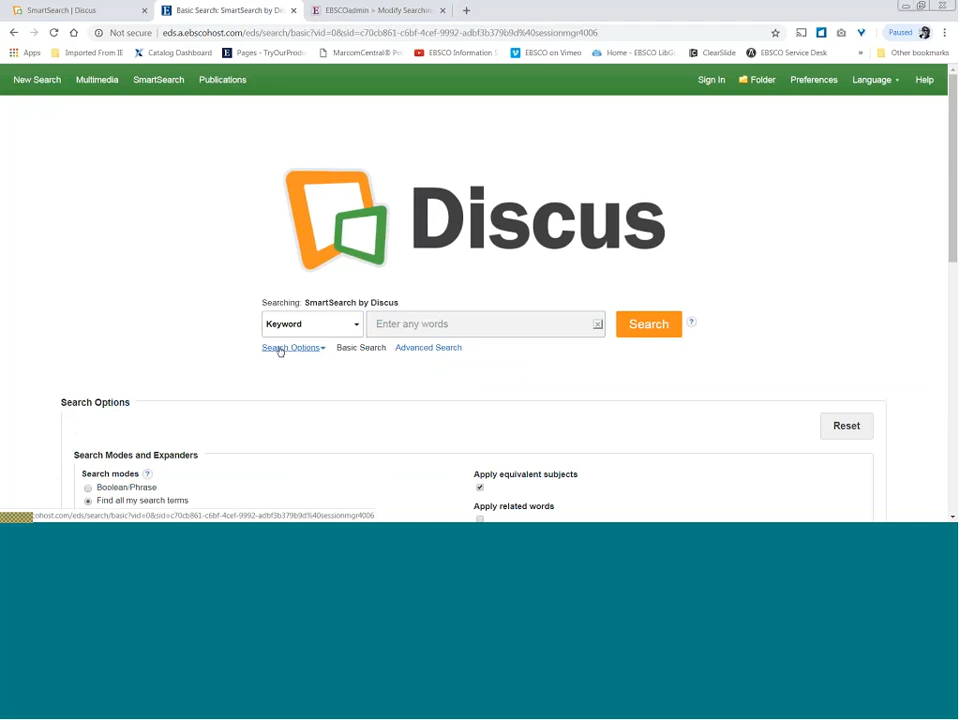 SmartSearch | Discus
Basic Search: SmartSearch by Dis
EBSCOadmin > Modify Searching
Not secure | eds.a.ebscohost.com/eds/search/basic?vid=0&sid=c70cb861-c6bf-4cef-9992-adbf3b379b9d%40sessionmgr4006
Paused
Apps Imported From IE Catalog Dashboard Pages - TryOurProdu MarcomCentral® Po EBSCO Information S EBSCO on Vimeo Home - EBSCO LibGu ClearSlide EBSCO Service Desk » Other bookmarks
New Search Multimedia SmartSearch Publications Sign In Folder Preferences Language Help
Discus
Searching: SmartSearch by Discus
Keyword Enter any words Search ?
Search Options Basic Search Advanced Search
Search Options
Reset
Search Modes and Expanders
Search modes ? Apply equivalent subjects
Boolean/Phrase
Find all my search terms Apply related words
cohost.com/eds/search/basic?vid=0&sid=c70cb861-c6bf-4cef-9992-adbf3b379b9d%40sessionmgr4006